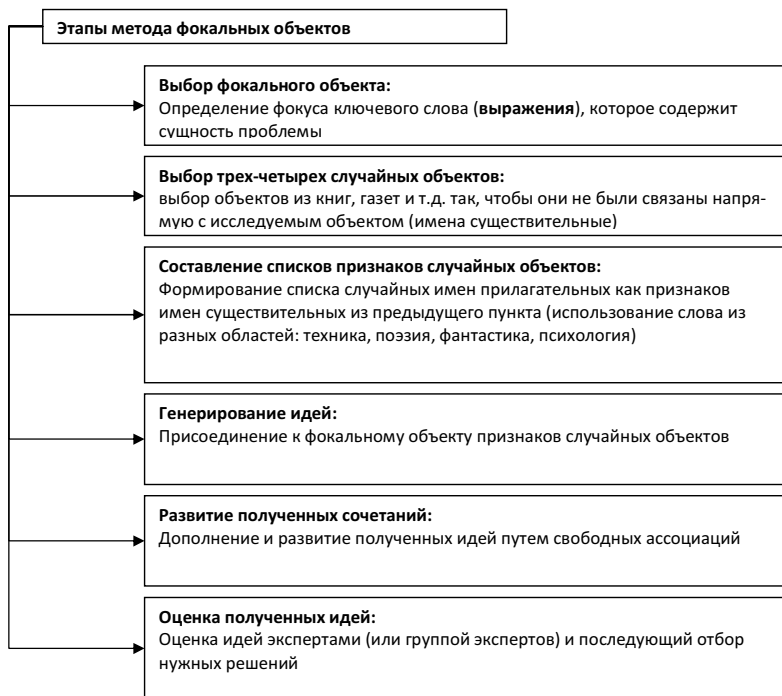 Этапы метода фокальных объектов
Выбор фокального объекта:
Определение фокуса ключевого слова (выражения), которое содержит
сущность проблемы
Выбор трех-четырех случайных объектов:
выбор объектов из книг, газет и т.д. так, чтобы они не были связаны напря-
мую с исследуемым объектом (имена существительные)
Составление списков признаков случайных объектов:
Формирование списка случайных имен прилагательных как признаков
имен существительных из предыдущего пункта (использование слова из
разных областей: техника, поэзия, фантастика, психология)
Генерирование идей:
Присоединение к фокальному объекту признаков случайных объектов
Развитие полученных сочетаний:
Дополнение и развитие полученных идей путем свободных ассоциаций
Оценка полученных идей:
Оценка идей экспертами (или группой экспертов) и последующий отбор
нужных решений